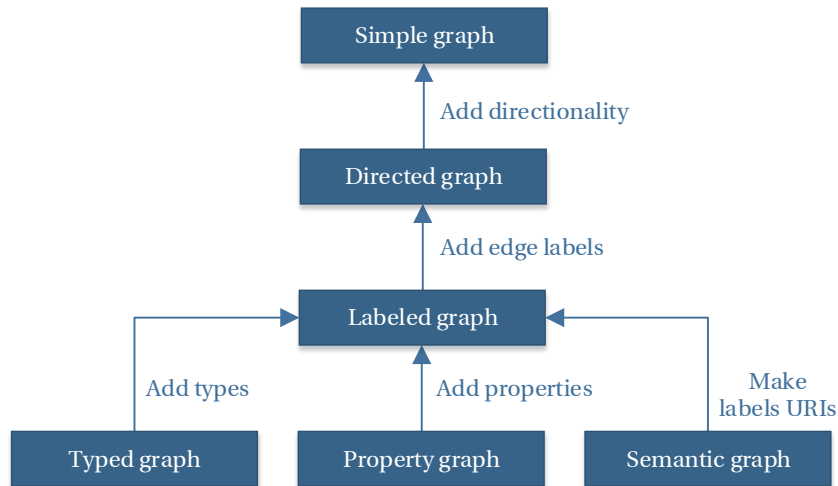 Simple graph
Add directionality
Directed graph
Add edge labels
Labeled graph
Add types
Add properties
Make
labels URIs
Typed graph
Property graph
Semantic graph